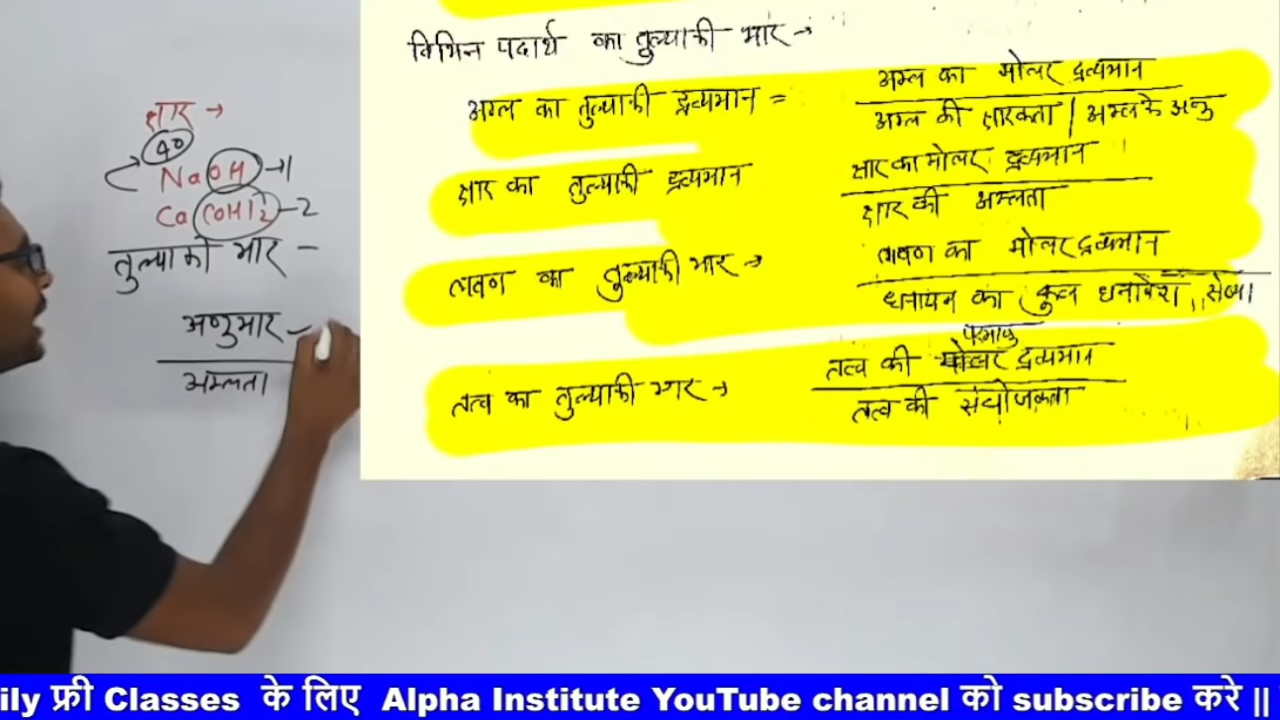 क्षार →
40
NaOH → 1
Ca(OH)2 – 2
तुल्याकी भार –
अणुभार –
अम्लता
विभिन्न पदार्थ का तुल्याकी भार →
अम्ल का तुल्याकी द्रव्यमान = अम्ल का मोलर द्रव्यमान
अम्ल की क्षारकता / अम्ल के अणु
क्षार का तुल्याकी द्रव्यमान क्षार का मोलर द्रव्यमान
क्षार की अम्लता
लवण का तुल्याकी भार → लवण का मोलर द्रव्यमान
धनायन का कुल धनावेश संख्या
परमाणु
तत्व का तुल्याकी भार → तत्व की मोलर द्रव्यमान
तत्व की संयोजकता
ily फ्री Classes के लिए Alpha Institute YouTube channel को subscribe करे ||